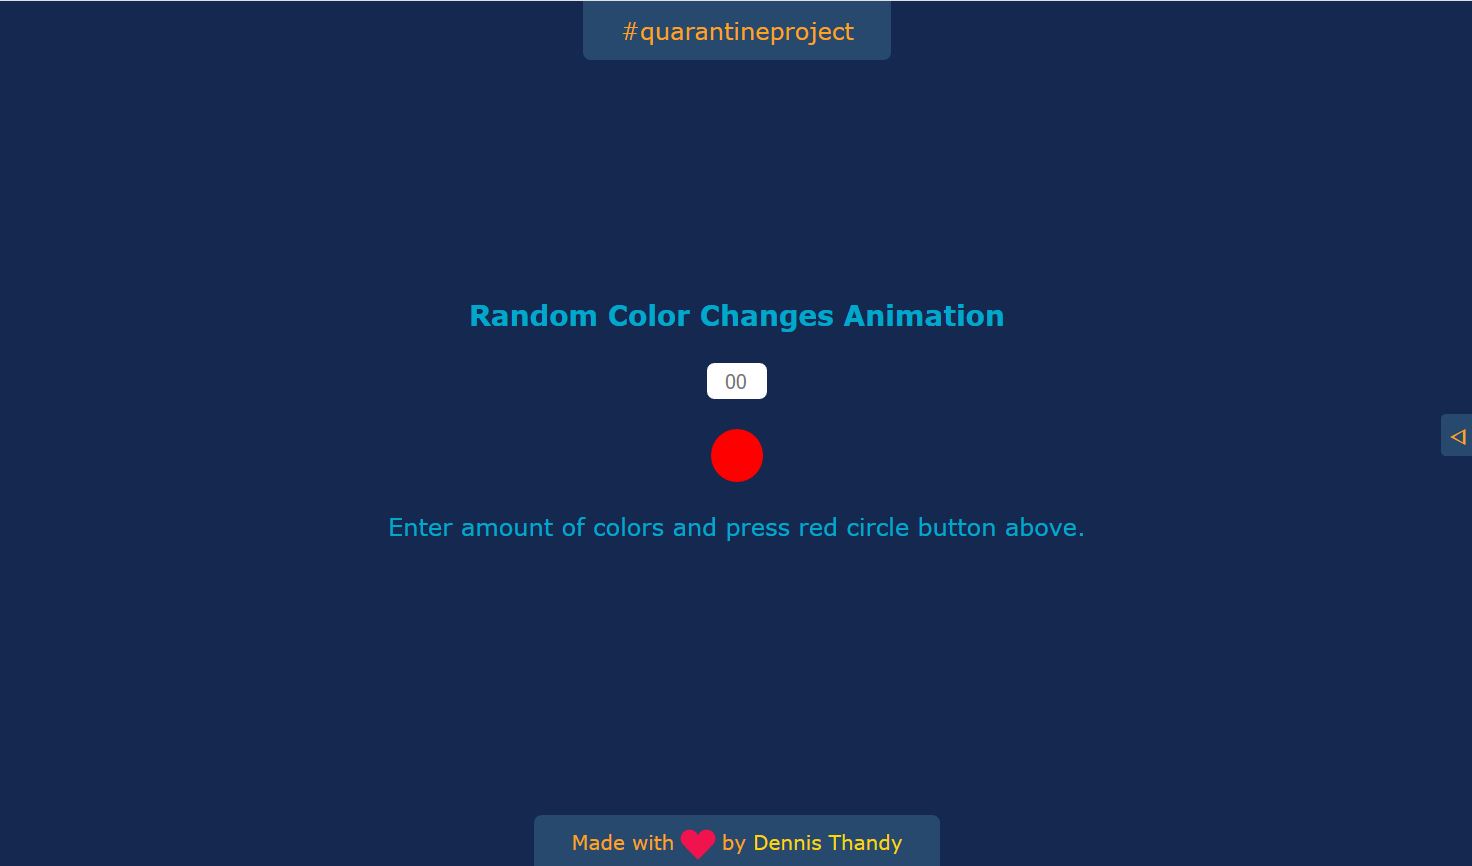 #quarantineproject
Random Color Changes Animation
00
Enter amount of colors and press red circle button above.
Made with by Dennis Thandy